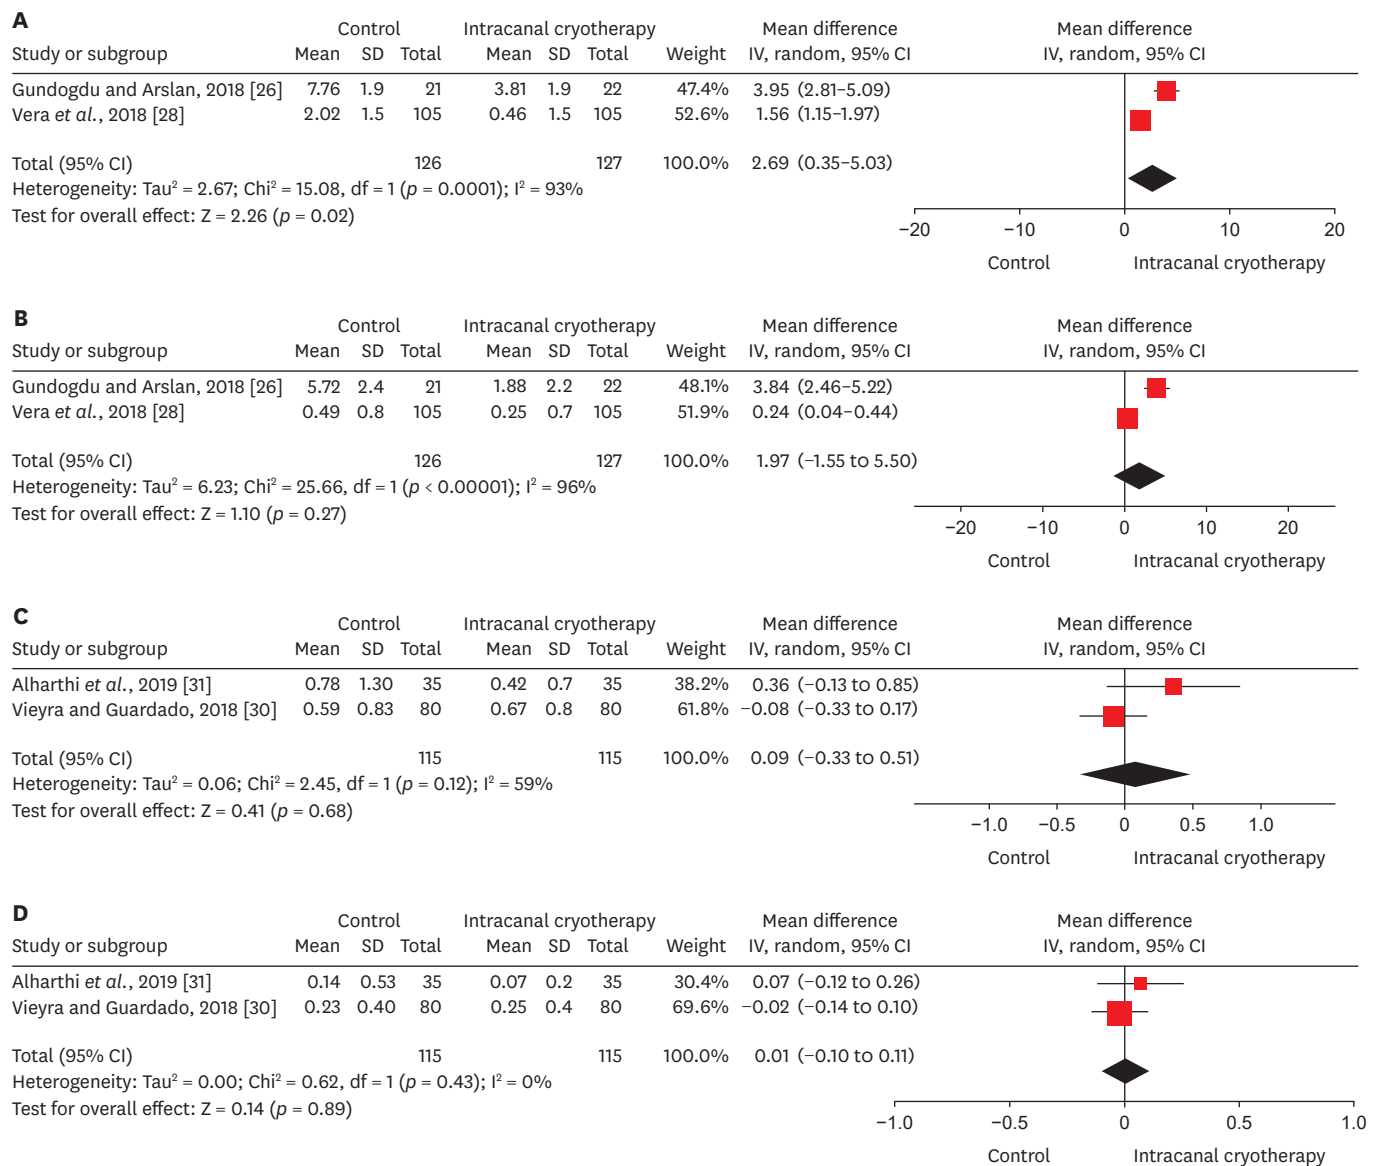 A
Control Intracanal cryotherapy Mean difference Mean difference
Study or subgroup Mean SD Total Mean SD Total Weight IV, random, 95% CI IV, random, 95% CI
Gundogdu and Arslan, 2018 [26] 7.76 1.9 21 3.81 1.9 22 47.4% 3.95 (2.81–5.09)
Vera et al., 2018 [28] 2.02 1.5 105 0.46 1.5 105 52.6% 1.56 (1.15–1.97)
Total (95% CI) 126 127 100.0% 2.69 (0.35–5.03)
Heterogeneity: Tau² = 2.67; Chi² = 15.08, df = 1 (p = 0.0001); I² = 93%
Test for overall effect: Z = 2.26 (p = 0.02)
−20 −10 0 10 20
Control Intracanal cryotherapy
B
Control Intracanal cryotherapy Mean difference Mean difference
Study or subgroup Mean SD Total Mean SD Total Weight IV, random, 95% CI IV, random, 95% CI
Gundogdu and Arslan, 2018 [26] 5.72 2.4 21 1.88 2.2 22 48.1% 3.84 (2.46–5.22)
Vera et al., 2018 [28] 0.49 0.8 105 0.25 0.7 105 51.9% 0.24 (0.04–0.44)
Total (95% CI) 126 127 100.0% 1.97 (−1.55 to 5.50)
Heterogeneity: Tau² = 6.23; Chi² = 25.66, df = 1 (p < 0.00001); I² = 96%
Test for overall effect: Z = 1.10 (p = 0.27)
−20 −10 0 10 20
Control Intracanal cryotherapy
C
Control Intracanal cryotherapy Mean difference Mean difference
Study or subgroup Mean SD Total Mean SD Total Weight IV, random, 95% CI IV, random, 95% CI
Alharthi et al., 2019 [31] 0.78 1.30 35 0.42 0.7 35 38.2% 0.36 (−0.13 to 0.85)
Vieyra and Guardado, 2018 [30] 0.59 0.83 80 0.67 0.8 80 61.8% −0.08 (−0.33 to 0.17)
Total (95% CI) 115 115 100.0% 0.09 (−0.33 to 0.51)
Heterogeneity: Tau² = 0.06; Chi² = 2.45, df = 1 (p = 0.12); I² = 59%
Test for overall effect: Z = 0.41 (p = 0.68)
−1.0 −0.5 0 0.5 1.0
Control Intracanal cryotherapy
D
Control Intracanal cryotherapy Mean difference Mean difference
Study or subgroup Mean SD Total Mean SD Total Weight IV, random, 95% CI IV, random, 95% CI
Alharthi et al., 2019 [31] 0.14 0.53 35 0.07 0.2 35 30.4% 0.07 (−0.12 to 0.26)
Vieyra and Guardado, 2018 [30] 0.23 0.40 80 0.25 0.4 80 69.6% −0.02 (−0.14 to 0.10)
Total (95% CI) 115 115 100.0% 0.01 (−0.10 to 0.11)
Heterogeneity: Tau² = 0.00; Chi² = 0.62, df = 1 (p = 0.43); I² = 0%
Test for overall effect: Z = 0.14 (p = 0.89)
−1.0 −0.5 0 0.5 1.0
Control Intracanal cryotherapy